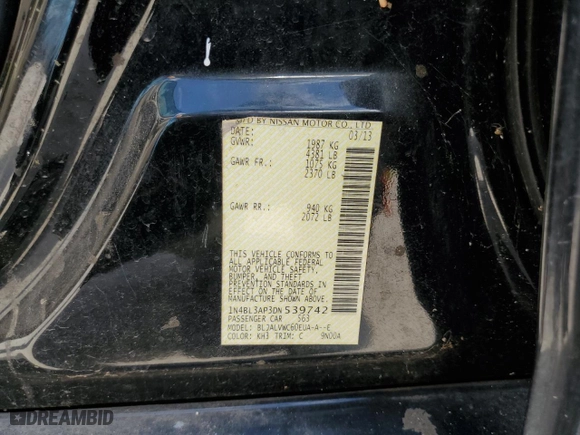 MFD BY NISSAN MOTOR CO., LTD
DATE: 03/13
GVWR: 1987 KG
4381 LB
GAWR FR.: 1075 KG
2370 LB
GAWR RR.: 940 KG
2072 LB
THIS VEHICLE CONFORMS TO
ALL APPLICABLE FEDERAL
MOTOR VEHICLE SAFETY,
BUMPER, AND THEFT
PREVENTION STANDARDS IN
EFFECT ON THE DATE OF
MANUFACTURE SHOWN ABOVE.
1N4BL3AP3DN539742
PASSENGER CAR 563
MODEL: BL2ALVWC6DEUA-A--E
COLOR: KH3 TRIM: C 9N00A
DREAMBID